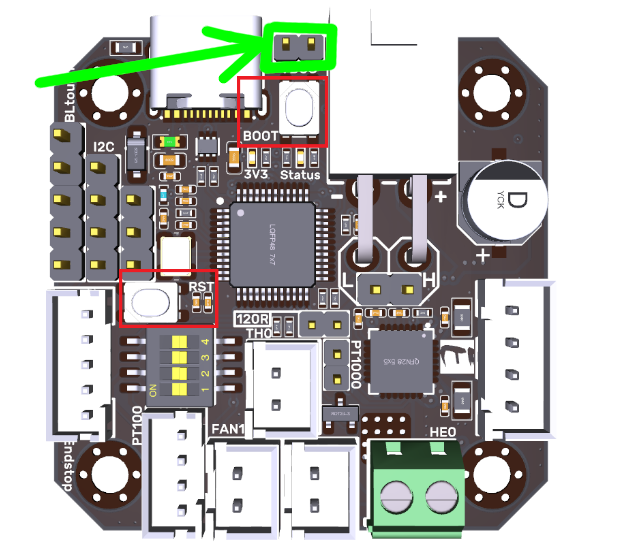 BLtou
I2C
BOOT
3V3
Status
D
YCK
-
+
+
LQFP48 7x7
L
H
RST
120R
TH0
PT1000
QFN28 5x5
4
3
2
1
ON
PT100
FAN1
HE0
Endstop